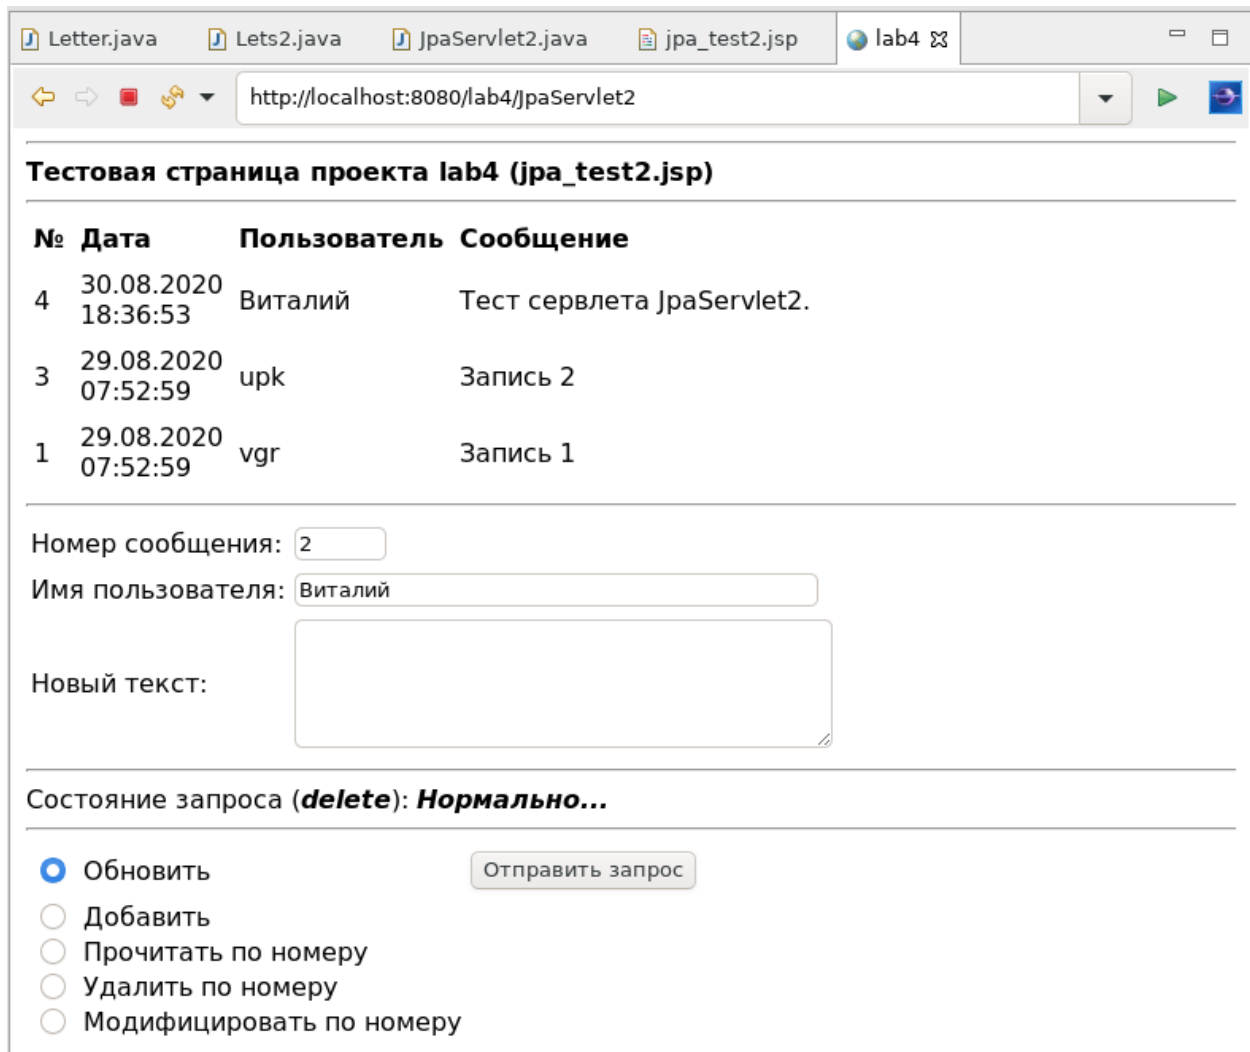 Letter.java Lets2.java JpaServlet2.java jpa_test2.jsp lab4
http://localhost:8080/lab4/JpaServlet2
Тестовая страница проекта lab4 (jpa_test2.jsp)
№ Дата Пользователь Сообщение
4 30.08.2020 18:36:53 Виталий Тест сервлета JpaServlet2.
3 29.08.2020 07:52:59 upk Запись 2
1 29.08.2020 07:52:59 vgr Запись 1
Номер сообщения: 2
Имя пользователя: Виталий
Новый текст:
Состояние запроса (delete): Нормально...
Обновить Отправить запрос
Добавить
Прочитать по номеру
Удалить по номеру
Модифицировать по номеру